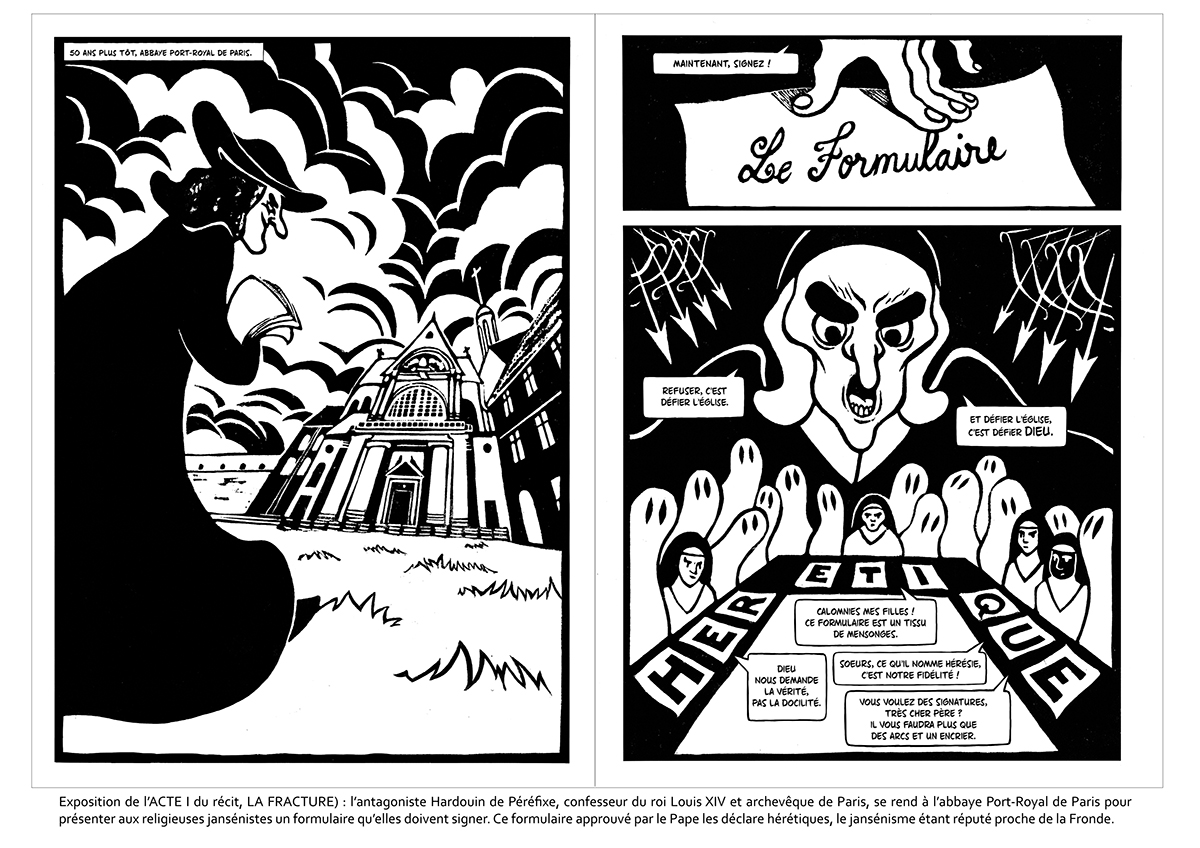 50 ANS PLUS TÔT, ABBAYE PORT-ROYAL DE PARIS.
MAINTENANT, SIGNEZ !
Le Formulaire
REFUSER, C'EST
DÉFIER L'ÉGLISE.
ET DÉFIER L'ÉGLISE,
C'EST DÉFIER DIEU.
HERETIQUE
CALOMNIES MES FILLES !
CE FORMULAIRE EST UN TISSU
DE MENSONGES.
DIEU
NOUS DEMANDE
LA VÉRITÉ,
PAS LA DOCILITÉ.
SOEURS, CE QU'IL NOMME HÉRÉSIE,
C'EST NOTRE FIDÉLITÉ !
VOUS VOULEZ DES SIGNATURES,
TRÈS CHER PÈRE ?
IL VOUS FAUDRA PLUS QUE
DES ARCS ET UN ENCRIER.
Exposition de l'ACTE I du récit, LA FRACTURE) : l'antagoniste Hardouin de Péréfixe, confesseur du roi Louis XIV et archevêque de Paris, se rend à l'abbaye Port-Royal de Paris pour
présenter aux religieuses jansénistes un formulaire qu'elles doivent signer. Ce formulaire approuvé par le Pape les déclare hérétiques, le jansénisme étant réputé proche de la Fronde.